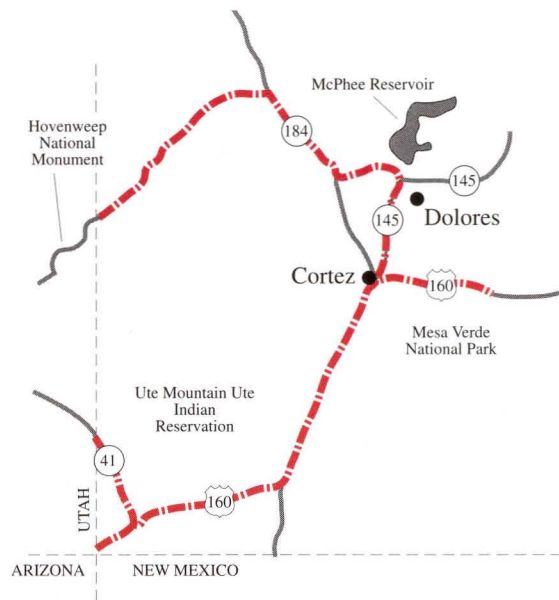 McPhee Reservoir
Hovenweep
National
Monument
184
145
145
Dolores
Cortez
160
Mesa Verde
National Park
Ute Mountain Ute
Indian
Reservation
41
160
UTAH
ARIZONA
NEW MEXICO